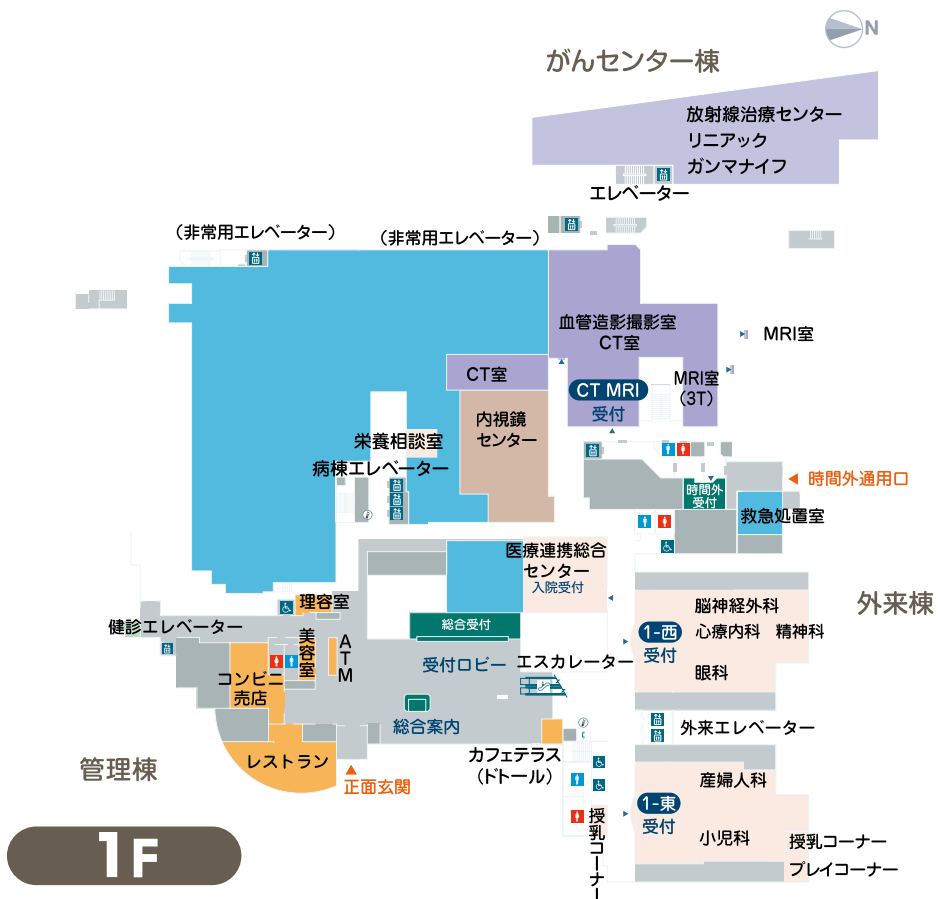 N
がんセンター棟
放射線治療センター
リニアック
ガンマナイフ
エレベーター
（非常用エレベーター）
（非常用エレベーター）
血管造影撮影室
CT室
MRI室
CT室
MRI室
（3T）
CT MRI
受付
内視鏡
センター
栄養相談室
病棟エレベーター
時間外通用口
時間外
受付
救急処置室
医療連携総合
センター
入院受付
理容室
健診エレベーター
総合受付
脳神経外科
心療内科
精神科
眼科
1-西
受付
外来棟
美容室
ATM
受付ロビー
エスカレーター
コンビニ
売店
総合案内
外来エレベーター
レストラン
カフェテラス
（ドトール）
管理棟
正面玄関
産婦人科
1-東
受付
小児科
授乳コーナー
授乳コーナー
プレイコーナー
1F